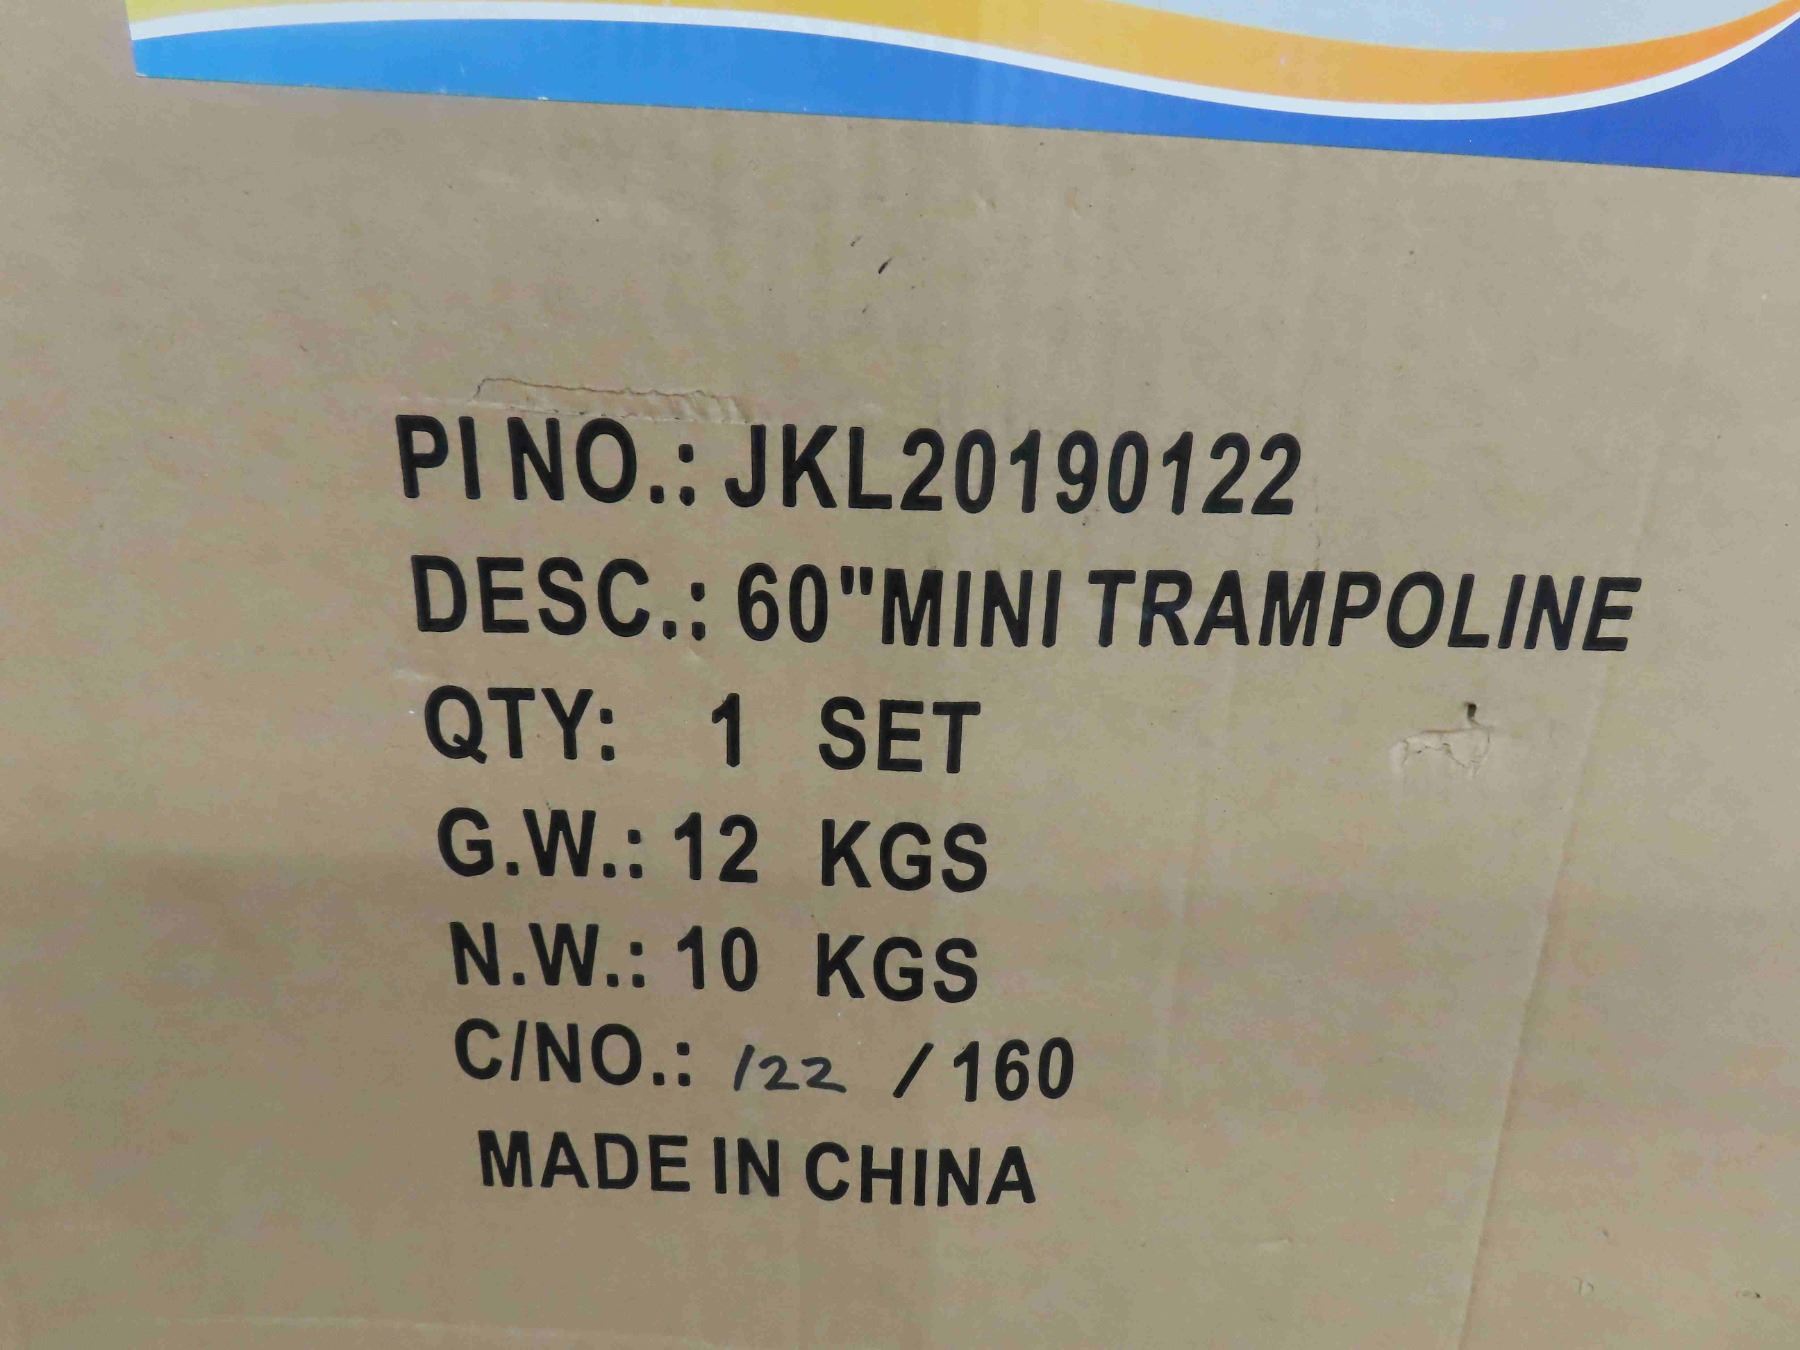 PI NO.: JKL20190122
DESC.: 60"MINI TRAMPOLINE
QTY: 1 SET
G.W.: 12 KGS
N.W.: 10 KGS
C/NO.: 122 / 160
MADE IN CHINA